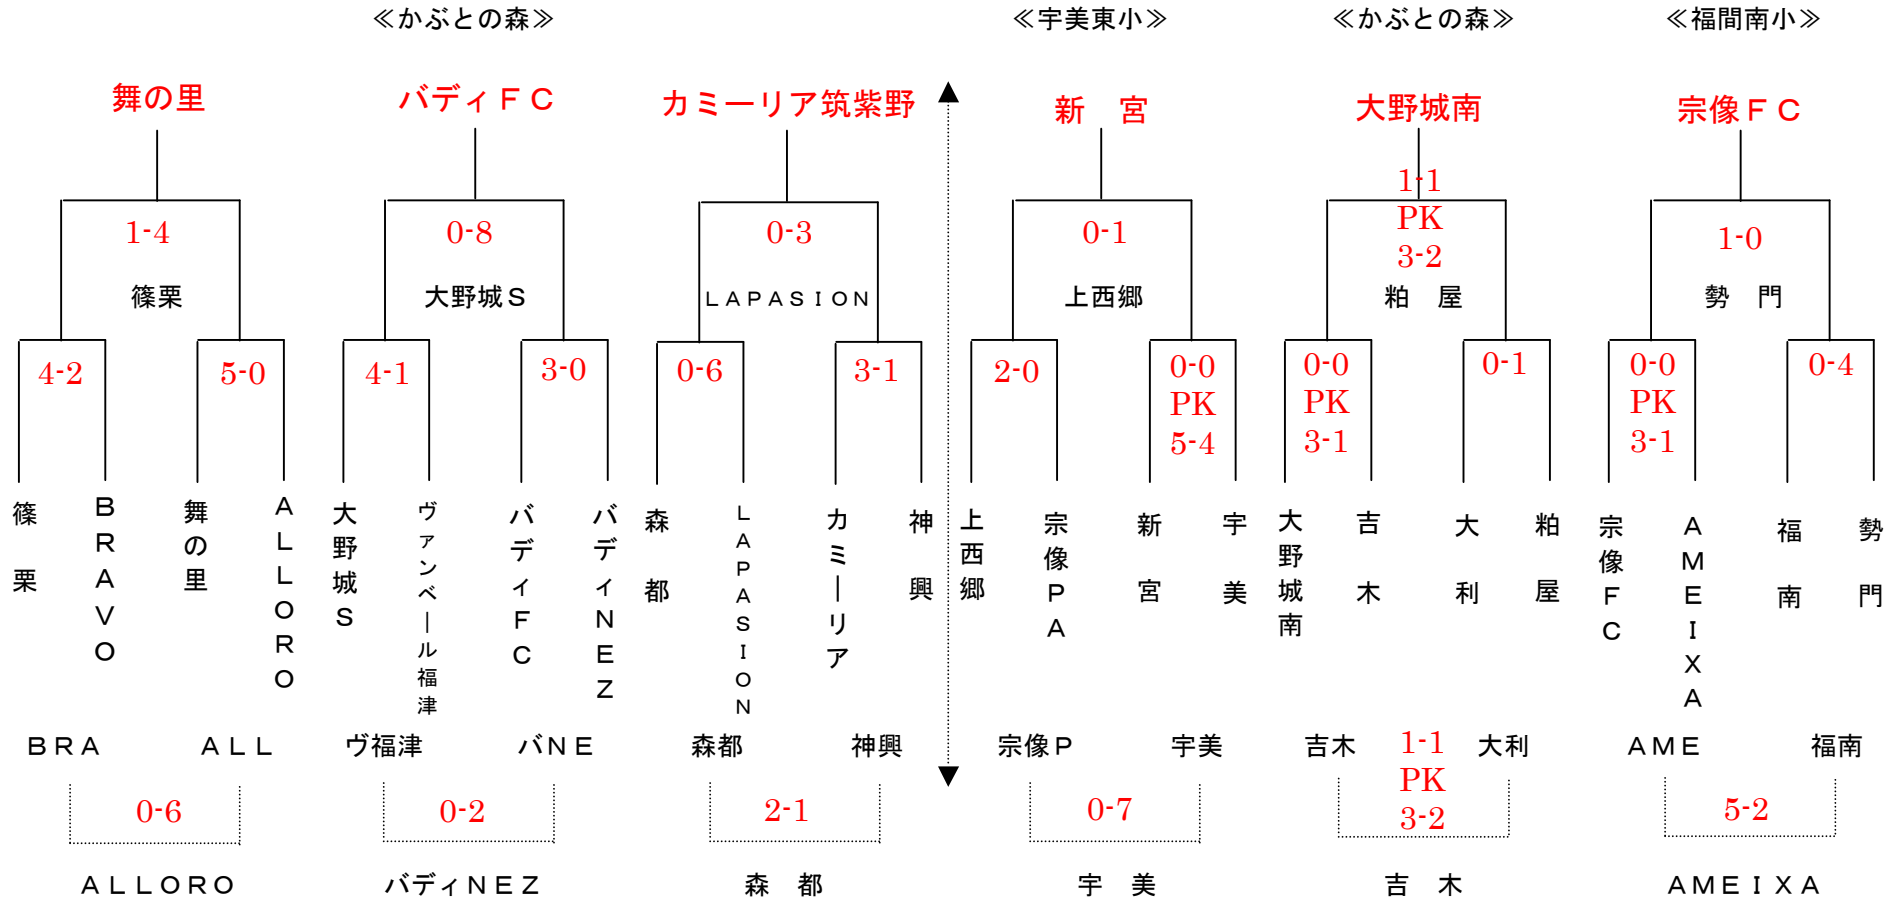 ≪かぶとの森≫ ≪宇美東小≫ ≪かぶとの森≫ ≪福間南小≫
舞の里 バディＦＣ カミーリア筑紫野 新　宮 大野城南 宗像ＦＣ
1-4 0-8 0-3 0-1 1-1 PK 3-2 1-0
篠栗 大野城Ｓ ＬＡＰＡＳＩＯＮ 上西郷 粕　屋 勢　門
4-2 5-0 4-1 3-0 0-6 3-1 2-0 0-0 PK 5-4 0-0 PK 3-1 0-1 0-0 PK 3-1 0-4
篠　栗
ＢＲＡＶＯ
舞の里
ＡＬＬＯＲＯ
大野城Ｓ
ヴァンベール福津
バディＦＣ
バディＮＥＺ
森　都
ＬＡＰＡＳＩＯＮ
カミーリア
神　興
上西郷
宗像ＰＡ
新　宮
宇　美
大野城南
吉　木
大　利
粕　屋
宗像ＦＣ
ＡＭＥＩＸＡ
福　南
勢　門
ＢＲＡ ＡＬＬ ヴ福津 バＮＥ 森都 神興 宗像Ｐ 宇美 吉木 大利 ＡＭＥ 福南
0-6 0-2 2-1 0-7 1-1 PK 3-2 5-2
ＡＬＬＯＲＯ バディＮＥＺ 森　都 宇　美 吉　木 ＡＭＥＩＸＡ